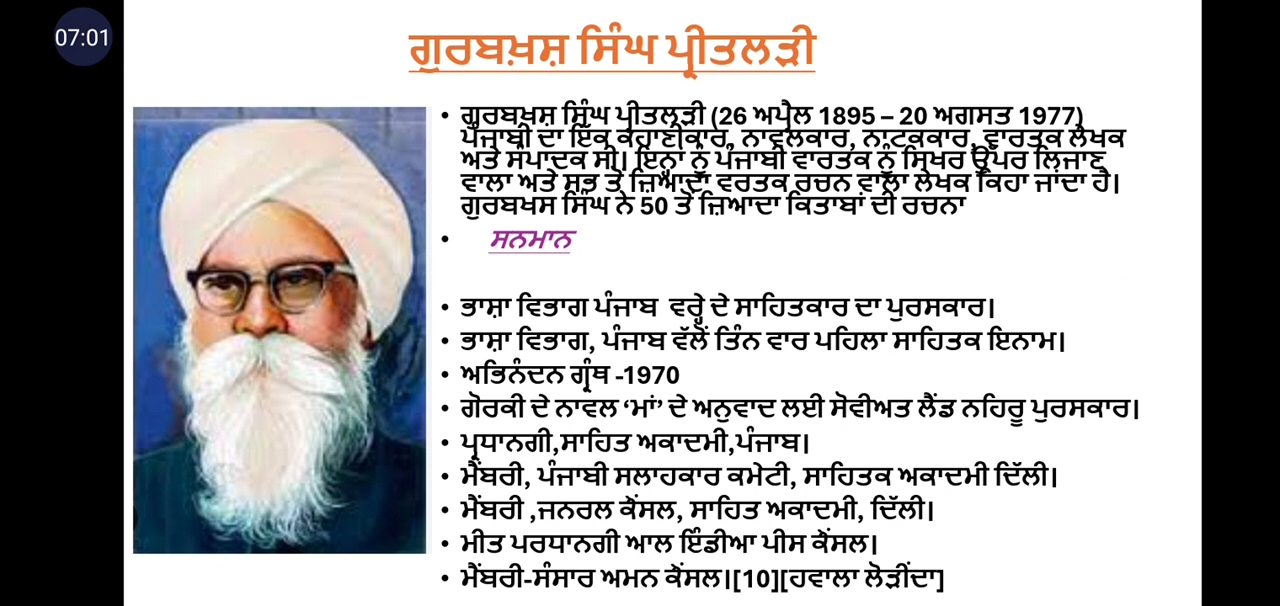 07:01
ਗੁਰਬਖ਼ਸ਼ ਸਿੰਘ ਪ੍ਰੀਤਲੜੀ
• ਗੁਰਬਖਸ਼ ਸਿੰਘ ਪ੍ਰੀਤਲੜੀ (26 ਅਪ੍ਰੈਲ 1895 – 20 ਅਗਸਤ 1977)
ਪੰਜਾਬੀ ਦਾ ਇੱਕ ਕਹਾਣੀਕਾਰ, ਨਾਵਲਕਾਰ, ਨਾਟਕਕਾਰ, ਵਾਰਤਕ ਲੇਖਕ
ਅਤੇ ਸੰਪਾਦਕ ਸੀ। ਇਨ੍ਹਾਂ ਨੂੰ ਪੰਜਾਬੀ ਵਾਰਤਕ ਨੂੰ ਸਿਖਰ ਉੱਪਰ ਲਿਜਾਣ
ਵਾਲਾ ਅਤੇ ਸਭ ਤੋਂ ਜ਼ਿਆਦਾ ਵਰਤਕ ਰਚਨ ਵਾਲਾ ਲੇਖਕ ਕਿਹਾ ਜਾਂਦਾ ਹੈ।
ਗੁਰਬਖਸ ਸਿੰਘ ਨੇ 50 ਤੋਂ ਜ਼ਿਆਦਾ ਕਿਤਾਬਾਂ ਦੀ ਰਚਨਾ
• ਸਨਮਾਨ
• ਭਾਸ਼ਾ ਵਿਭਾਗ ਪੰਜਾਬ ਵਰ੍ਹੇ ਦੇ ਸਾਹਿਤਕਾਰ ਦਾ ਪੁਰਸਕਾਰ।
• ਭਾਸ਼ਾ ਵਿਭਾਗ, ਪੰਜਾਬ ਵੱਲੋਂ ਤਿੰਨ ਵਾਰ ਪਹਿਲਾ ਸਾਹਿਤਕ ਇਨਾਮ।
• ਅਭਿਨੰਦਨ ਗ੍ਰੰਥ -1970
• ਗੋਰਕੀ ਦੇ ਨਾਵਲ ‘ਮਾਂ’ ਦੇ ਅਨੁਵਾਦ ਲਈ ਸੋਵੀਅਤ ਲੈਂਡ ਨਹਿਰੂ ਪੁਰਸਕਾਰ।
• ਪ੍ਰਧਾਨਗੀ,ਸਾਹਿਤ ਅਕਾਦਮੀ,ਪੰਜਾਬ।
• ਮੈਂਬਰੀ, ਪੰਜਾਬੀ ਸਲਾਹਕਾਰ ਕਮੇਟੀ, ਸਾਹਿਤਕ ਅਕਾਦਮੀ ਦਿੱਲੀ।
• ਮੈਂਬਰੀ ,ਜਨਰਲ ਕੌਂਸਲ, ਸਾਹਿਤ ਅਕਾਦਮੀ, ਦਿੱਲੀ।
• ਮੀਤ ਪਰਧਾਨਗੀ ਆਲ ਇੰਡੀਆ ਪੀਸ ਕੌਂਸਲ।
• ਮੈਂਬਰੀ-ਸੰਸਾਰ ਅਮਨ ਕੌਂਸਲ।[10][ਹਵਾਲਾ ਲੋੜੀਂਦਾ]